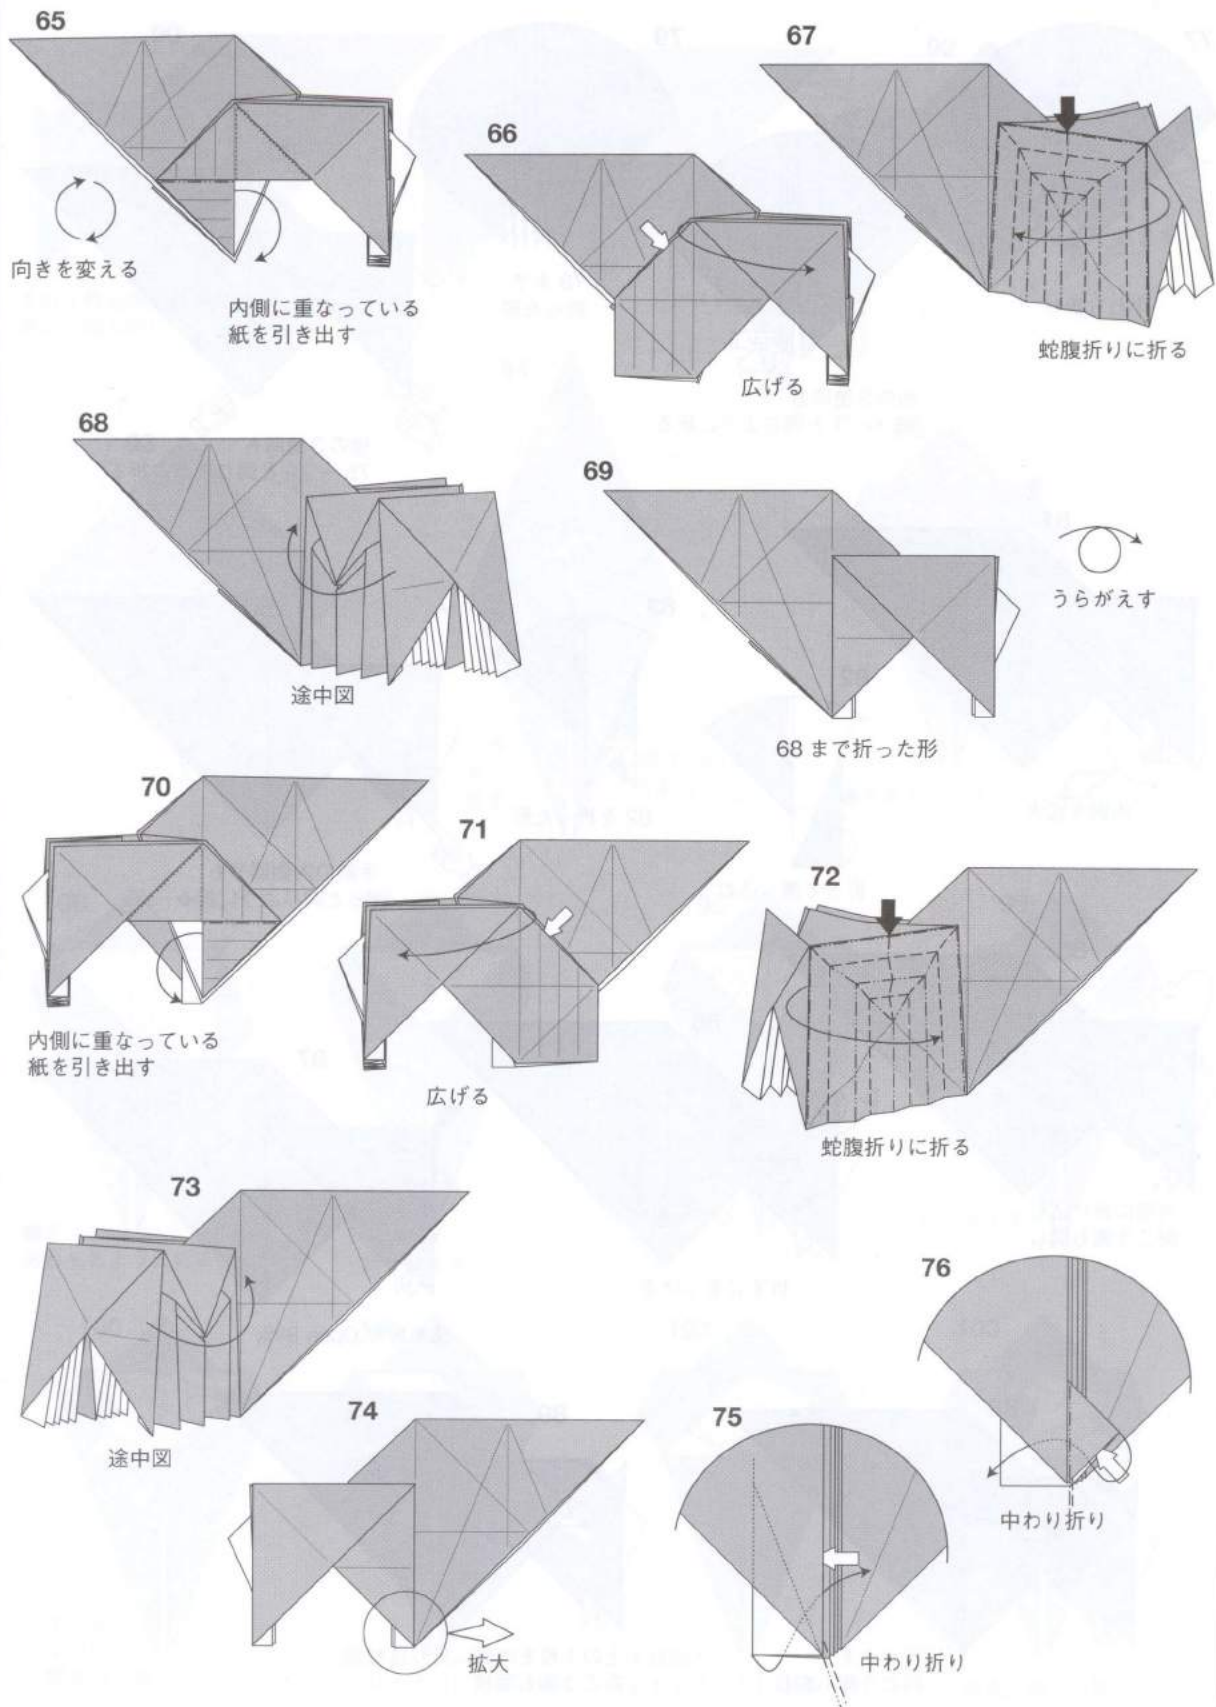 65
向きを変える
内側に重なっている
紙を引き出す
66
広げる
67
蛇腹折りに折る
68
途中図
69
うらがえす
68 まで折った形
70
内側に重なっている
紙を引き出す
71
広げる
72
蛇腹折りに折る
73
途中図
74
拡大
75
中わり折り
76
中わり折り